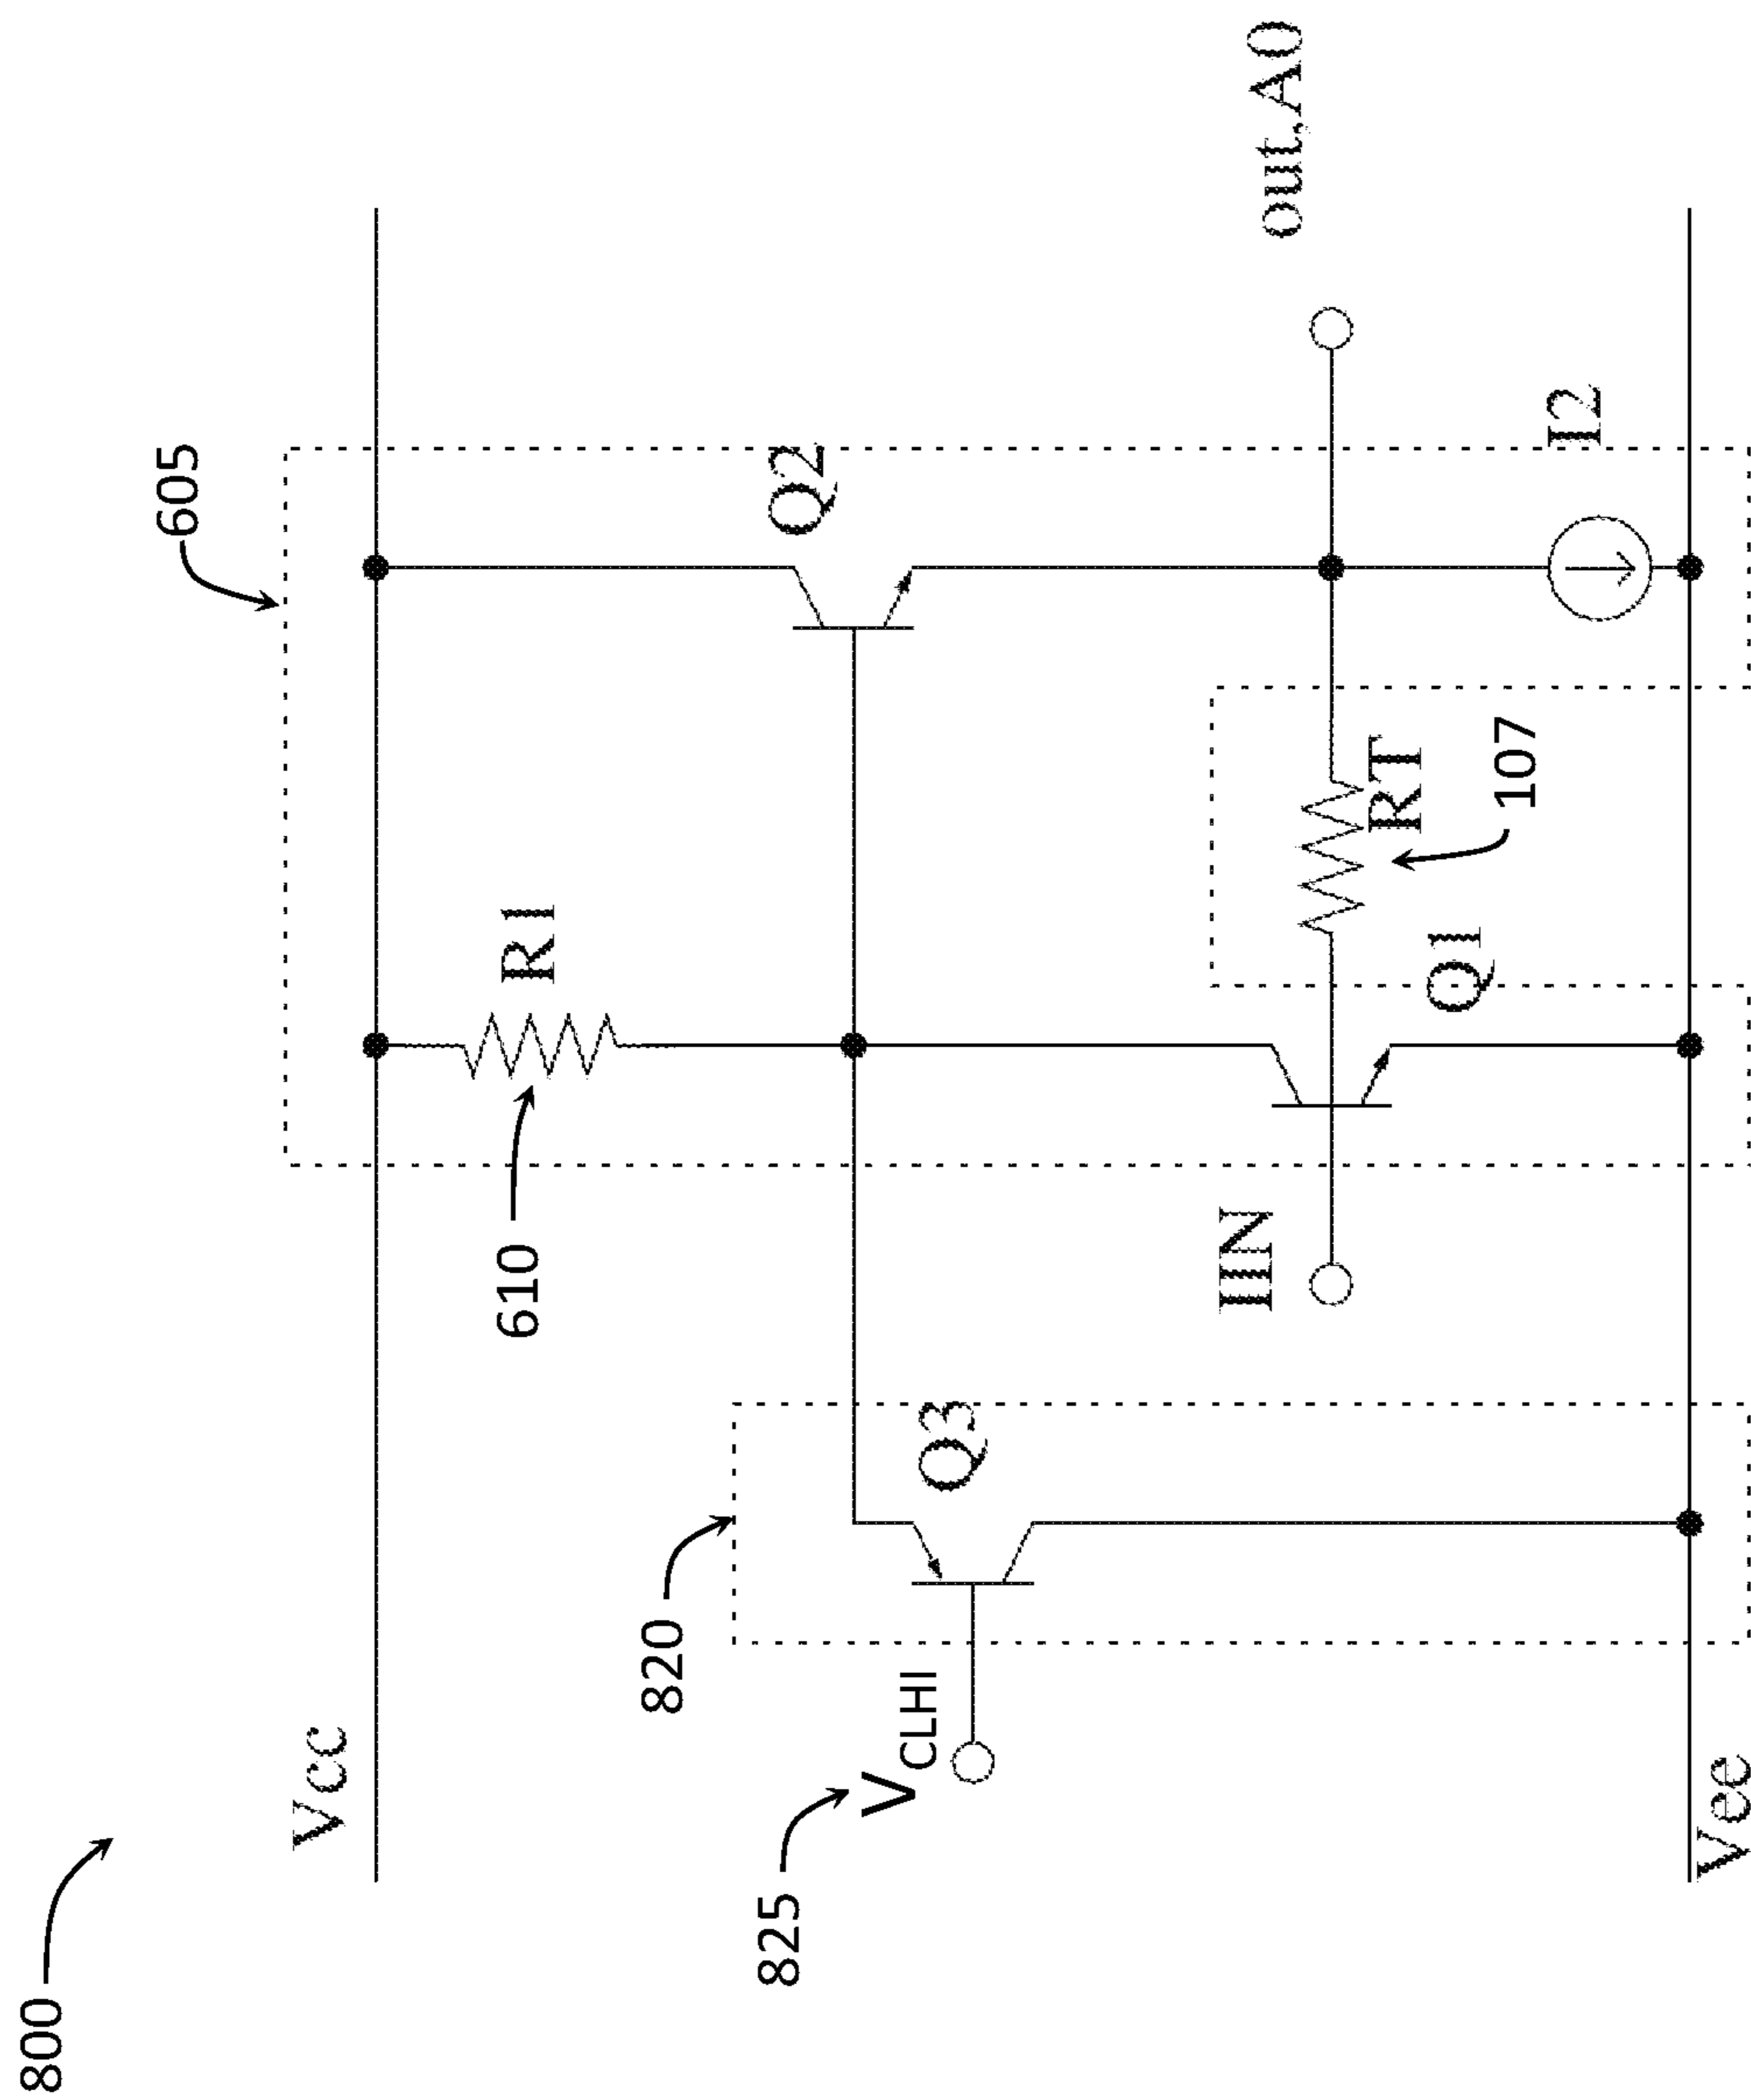 800
605
Vcc
610
R1
Q2
820
Q3
825
VCLHI
IIN
out,A0
RT
107
Q1
I2
Vee